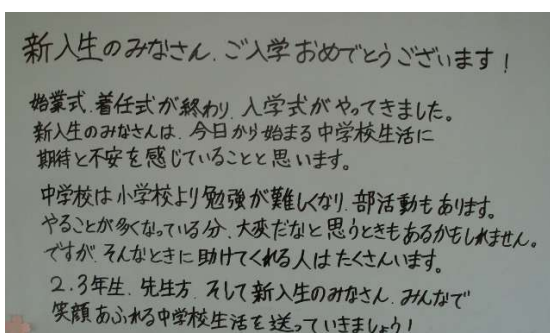 新入生のみなさん、ご入学おめでとうございます！
始業式、着任式が終わり、入学式がやってきました。
新入生のみなさんは、今日から始まる中学校生活に
期待と不安を感じていることと思います。
中学校は小学校より勉強が難しくなり、部活動もあります。
やることが多くなっている分、大変だなと思うときもあるかもしれません。
ですが、そんなときに助けてくれる人はたくさんいます。
2、3年生、先生方、そして新入生のみなさん、みんなで
笑顔あふれる中学校生活を送っていきましょう！